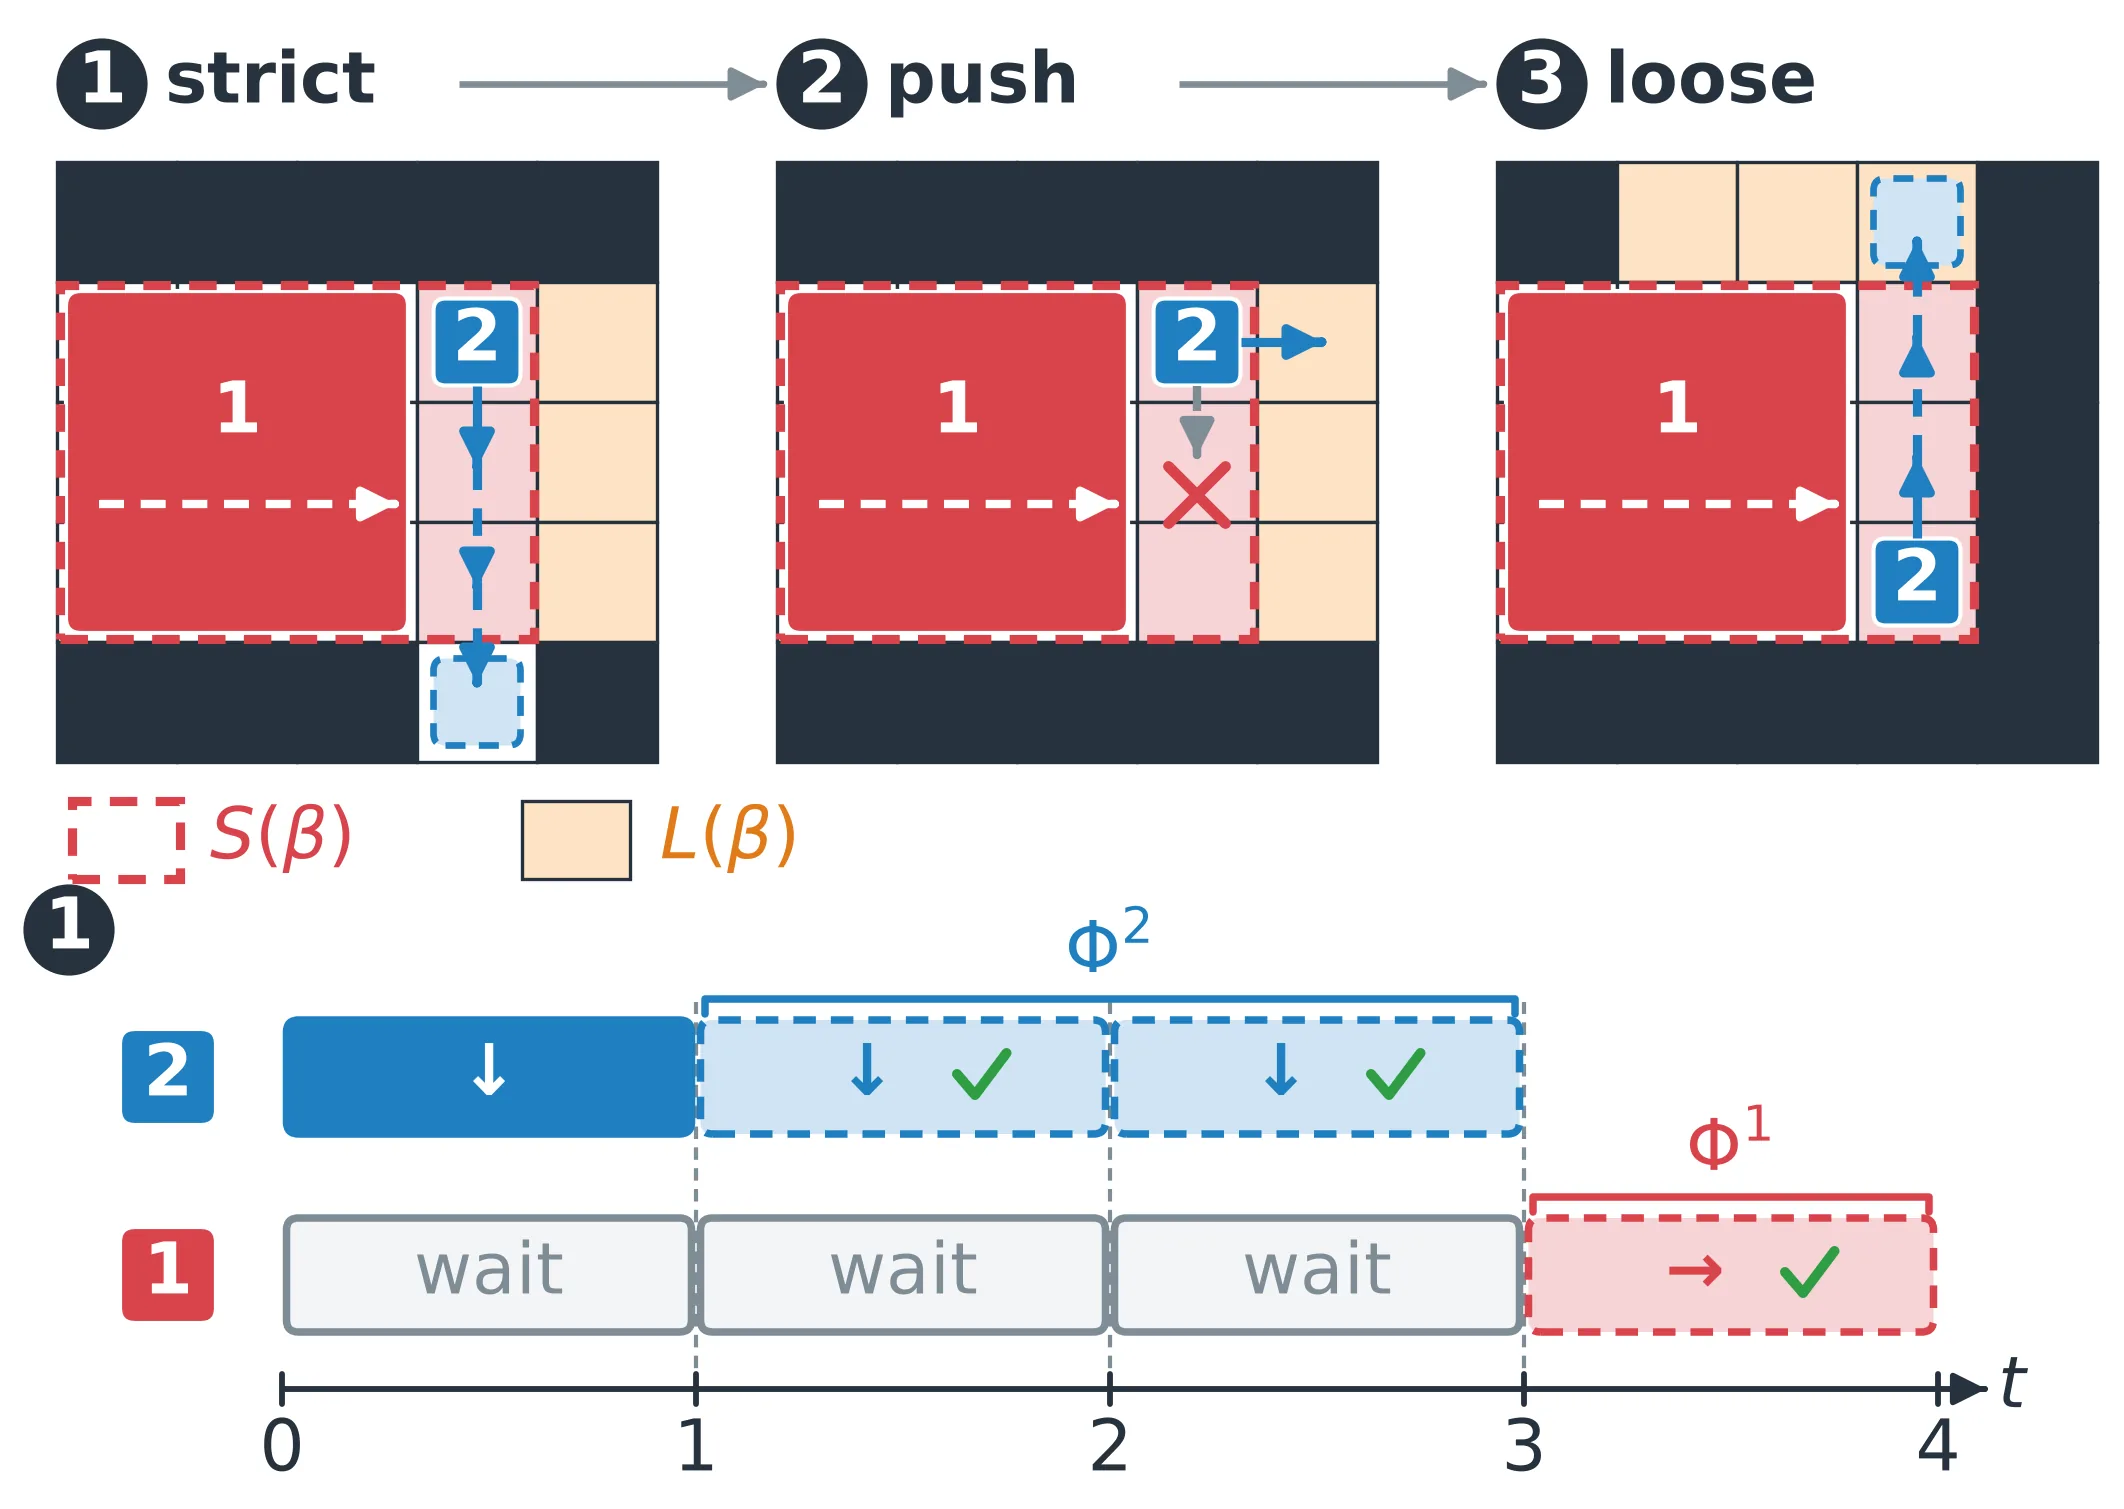 1 strict
2 push
3 loose
2
2
1
1
1
2
S(β)
L(β)
1
Φ²
2 ↓ ↓ ✓ ↓ ✓
Φ¹
1 wait wait wait → ✓
t
0 1 2 3 4